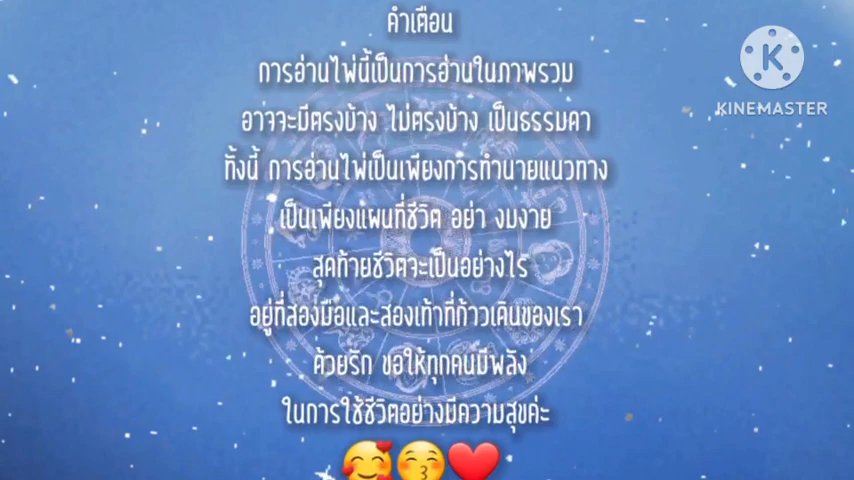 คำเตือน
การอ่านไพ่นี้เป็นการอ่านในภาพรวม
อาจจะมีตรงบ้าง ไม่ตรงบ้าง เป็นธรรมดา
ทั้งนี้ การอ่านไพ่เป็นเพียงการทำนายแนวทาง
เป็นเพียงแผนที่ชีวิต อย่า งมงาย
สุดท้ายชีวิตจะเป็นอย่างไร
อยู่ที่สองมือและสองเท้าที่ก้าวเดินของเรา
ด้วยรัก ขอให้ทุกคนมีพลัง
ในการใช้ชีวิตอย่างมีความสุขค่ะ
🥰😚❤️
K
KINEMASTER